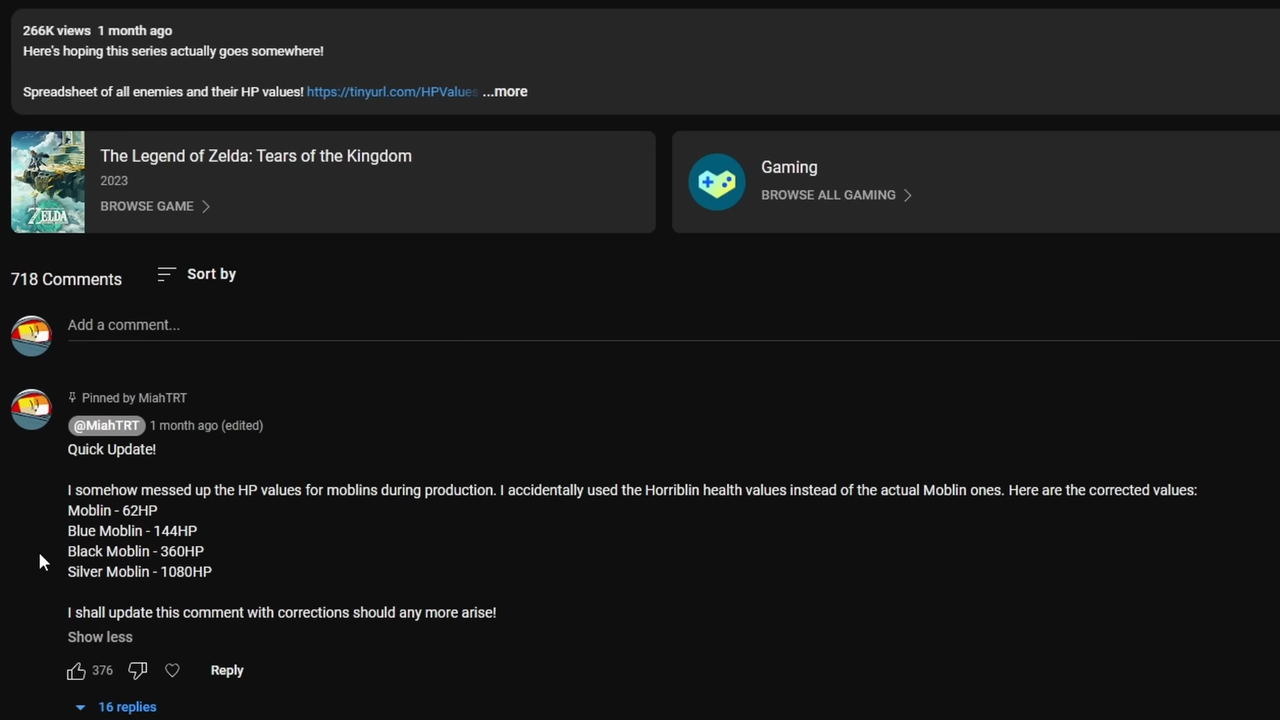 266K views 1 month ago
Here's hoping this series actually goes somewhere!
Spreadsheet of all enemies and their HP values! https://tinyurl.com/HPValues ...more
ZELDA
The Legend of Zelda: Tears of the Kingdom
2023
BROWSE GAME
Gaming
BROWSE ALL GAMING
718 Comments
Sort by
Add a comment...
Pinned by MiahTRT
@MiahTRT 1 month ago (edited)
Quick Update!
I somehow messed up the HP values for moblins during production. I accidentally used the Horriblin health values instead of the actual Moblin ones. Here are the corrected values:
Moblin - 62HP
Blue Moblin - 144HP
Black Moblin - 360HP
Silver Moblin - 1080HP
I shall update this comment with corrections should any more arise!
Show less
376
Reply
16 replies